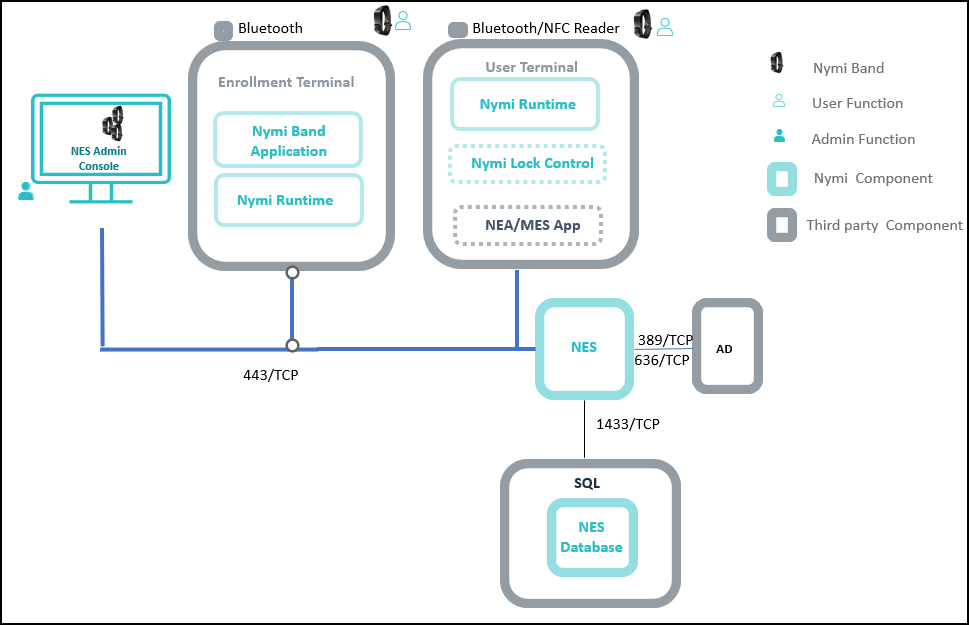 Bluetooth
Bluetooth/NFC Reader
Enrollment Terminal
Nymi Band
Application
Nymi Runtime
User Terminal
Nymi Runtime
Nymi Lock Control
NEA/MES App
NES Admin
Console
Nymi Band
User Function
Admin Function
Nymi Component
Third party Component
443/TCP
NES
389/TCP
636/TCP
AD
1433/TCP
SQL
NES
Database